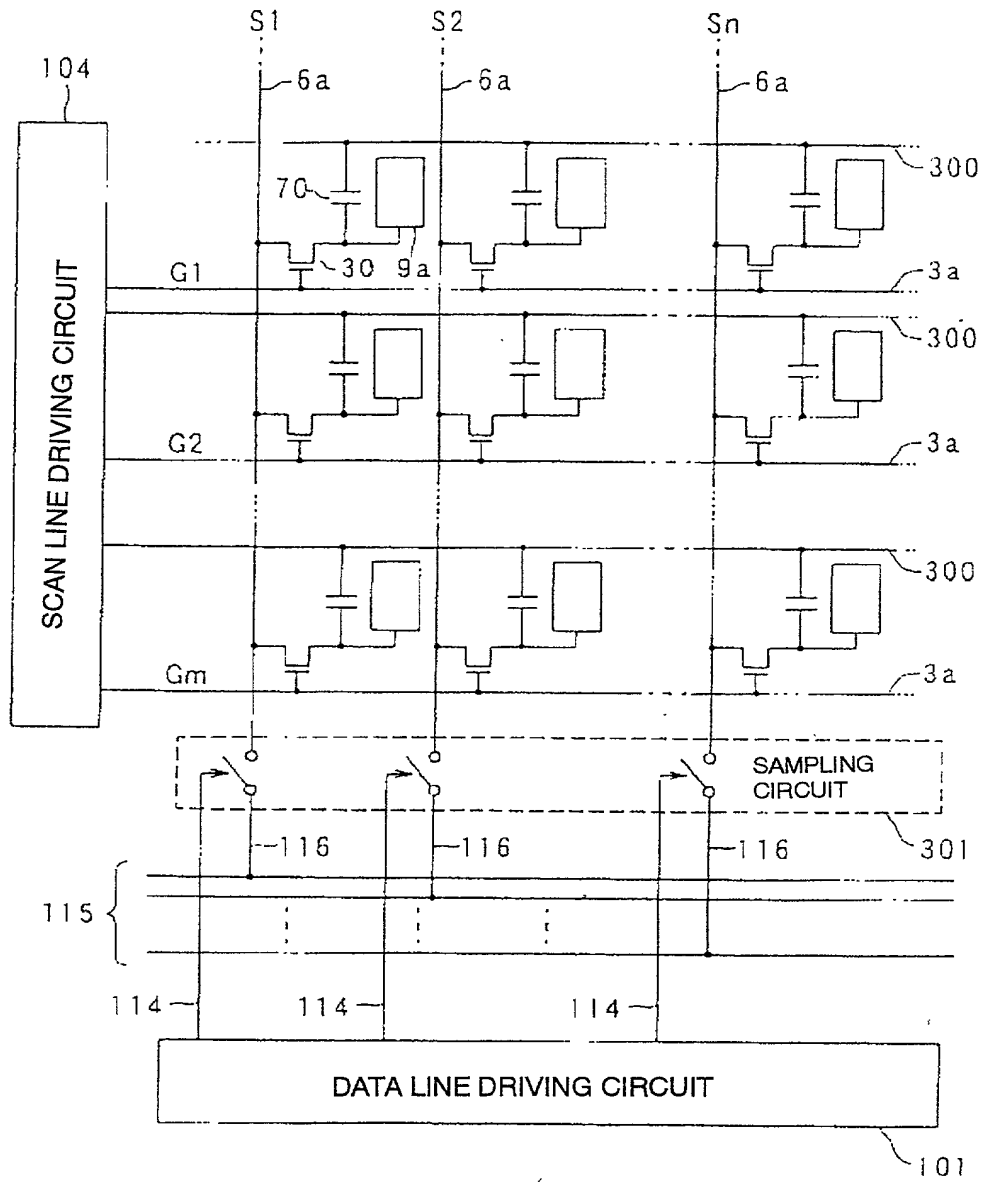 S1 S2 Sn
104 6a 6a 6a
300
70
30 9a
G1 3a
300
G2 3a
300
Gm 3a
SCAN LINE DRIVING CIRCUIT
SAMPLING
CIRCUIT
116 116 116 301
115
114 114 114
DATA LINE DRIVING CIRCUIT
101